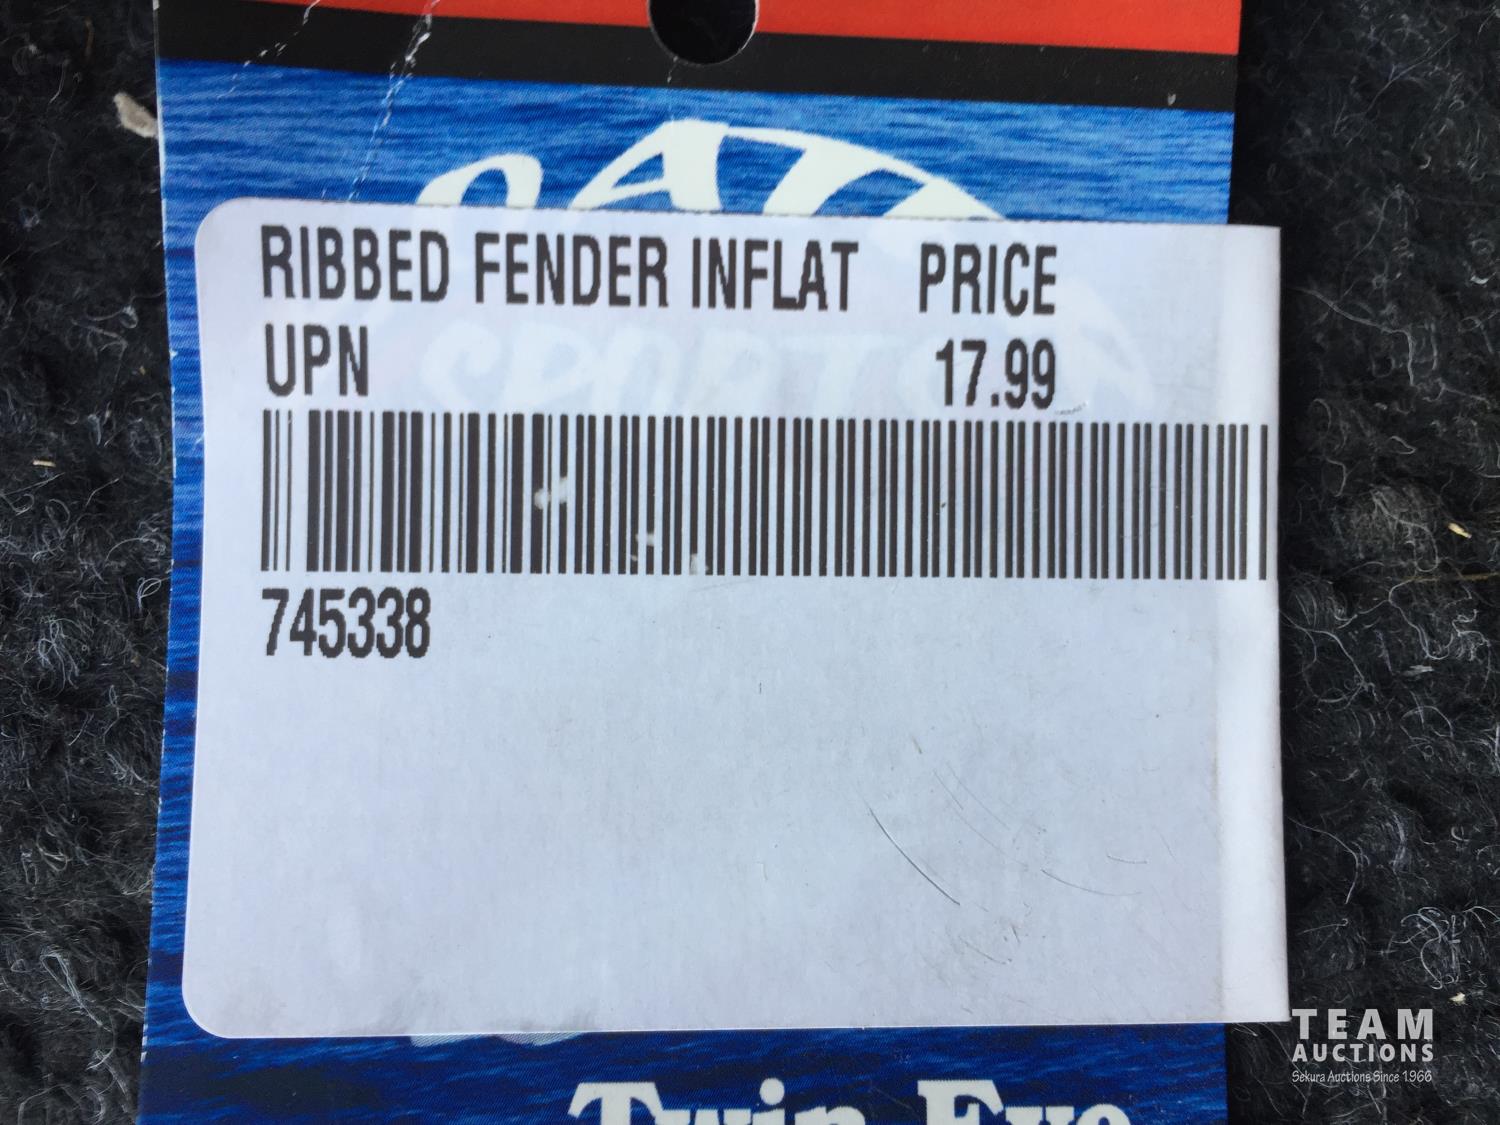 RIBBED FENDER INFLAT PRICE
UPN 17.99
745338
Twin Eye
TEAM
AUCTIONS
Sekura Auctions Since 1966